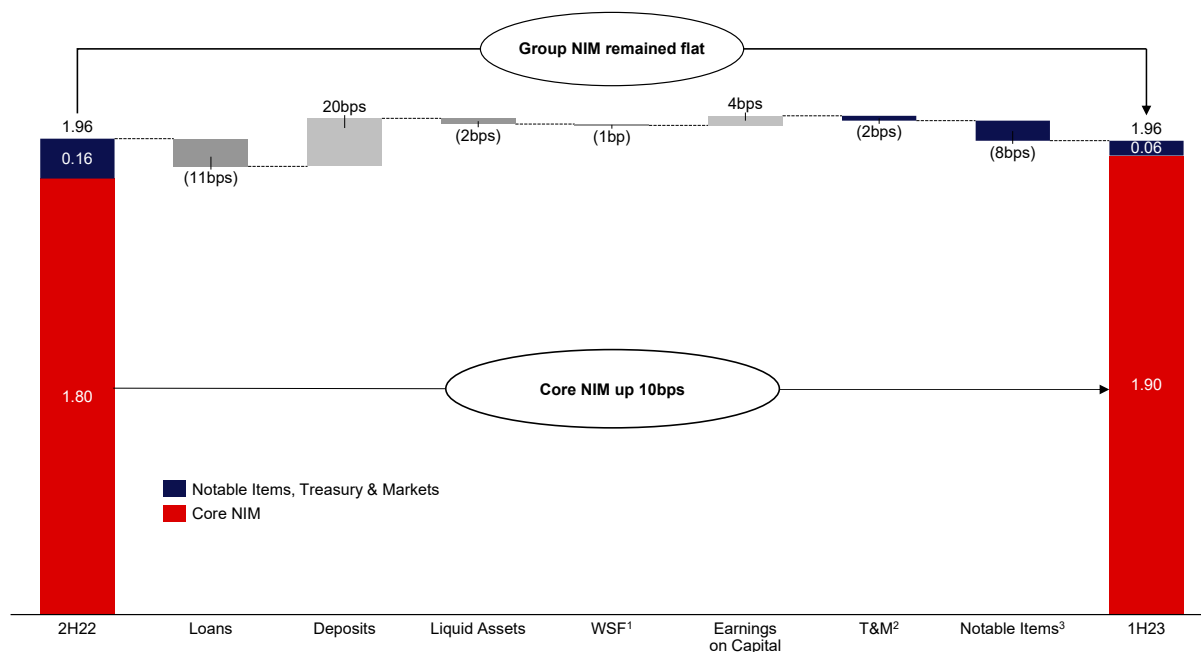 Group NIM remained flat
1.96
0.16
(11bps)
20bps
(2bps)
(1bp)
4bps
(2bps)
(8bps)
1.96
0.06
1.80
Core NIM up 10bps
1.90
Notable Items, Treasury & Markets
Core NIM
2H22
Loans
Deposits
Liquid Assets
WSF¹
Earnings
on Capital
T&M²
Notable Items³
1H23